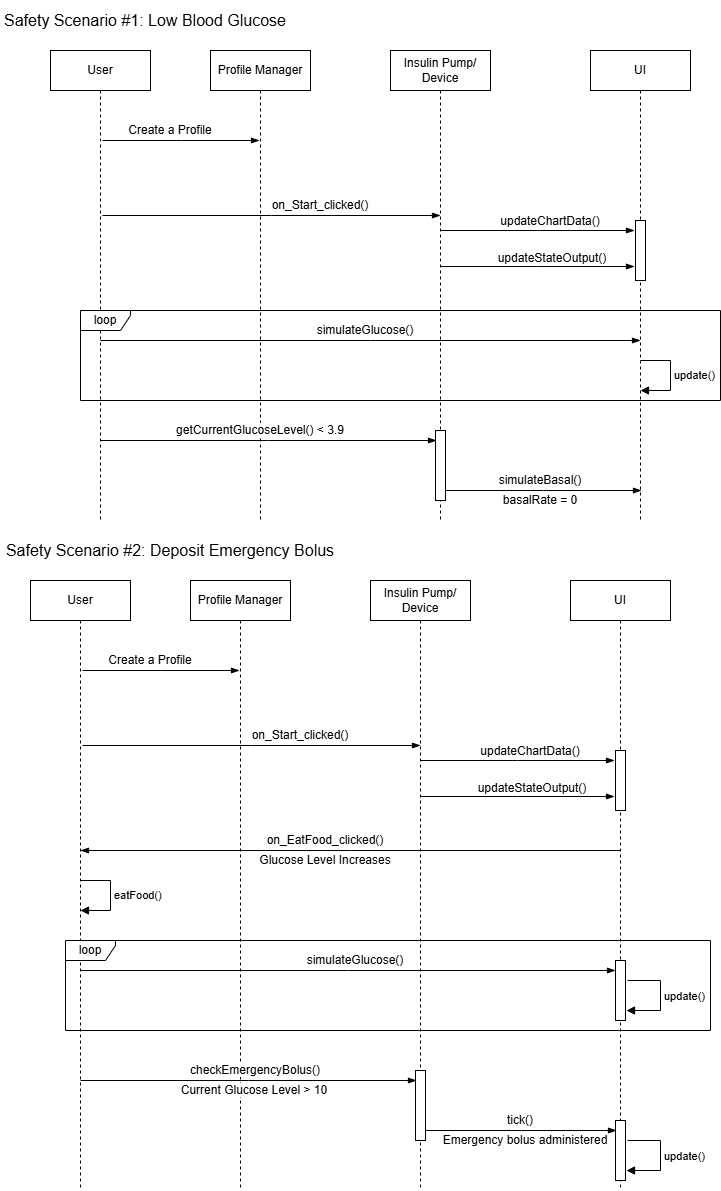 Safety Scenario #1: Low Blood Glucose
User
Profile Manager
Insulin Pump/
Device
UI
Create a Profile
on_Start_clicked()
updateChartData()
updateStateOutput()
loop
simulateGlucose()
update()
getCurrentGlucoseLevel() < 3.9
simulateBasal()
basalRate = 0
Safety Scenario #2: Deposit Emergency Bolus
User
Profile Manager
Insulin Pump/
Device
UI
Create a Profile
on_Start_clicked()
updateChartData()
updateStateOutput()
on_EatFood_clicked()
Glucose Level Increases
eatFood()
loop
simulateGlucose()
update()
checkEmergencyBolus()
Current Glucose Level > 10
tick()
Emergency bolus administered
update()